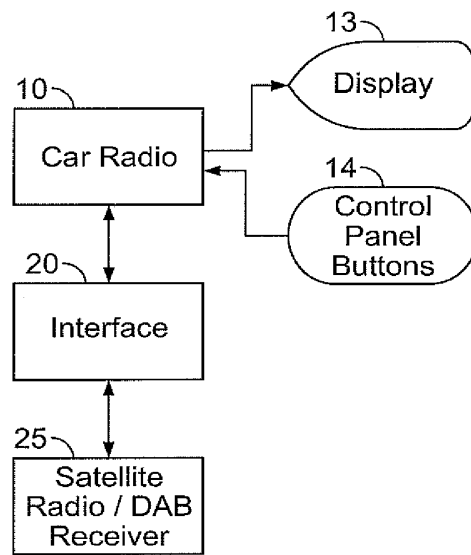 13
Display
10
Car Radio
14
Control
Panel
Buttons
20
Interface
25
Satellite
Radio / DAB
Receiver